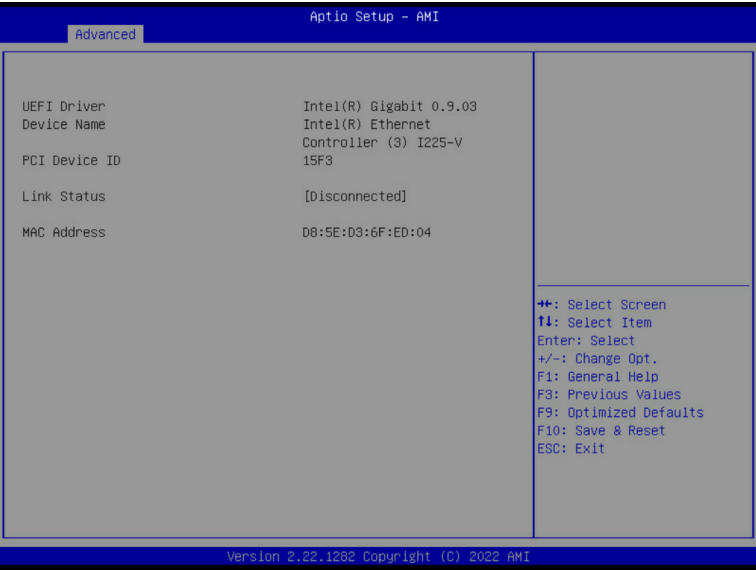 Aptio Setup – AMI
Advanced
UEFI Driver Intel(R) Gigabit 0.9.03
Device Name Intel(R) Ethernet
Controller (3) I225-V
PCI Device ID 15F3
Link Status [Disconnected]
MAC Address D8:5E:D3:6F:ED:04
→←: Select Screen
↑↓: Select Item
Enter: Select
+/-: Change Opt.
F1: General Help
F3: Previous Values
F9: Optimized Defaults
F10: Save & Reset
ESC: Exit
Version 2.22.1282 Copyright (C) 2022 AMI